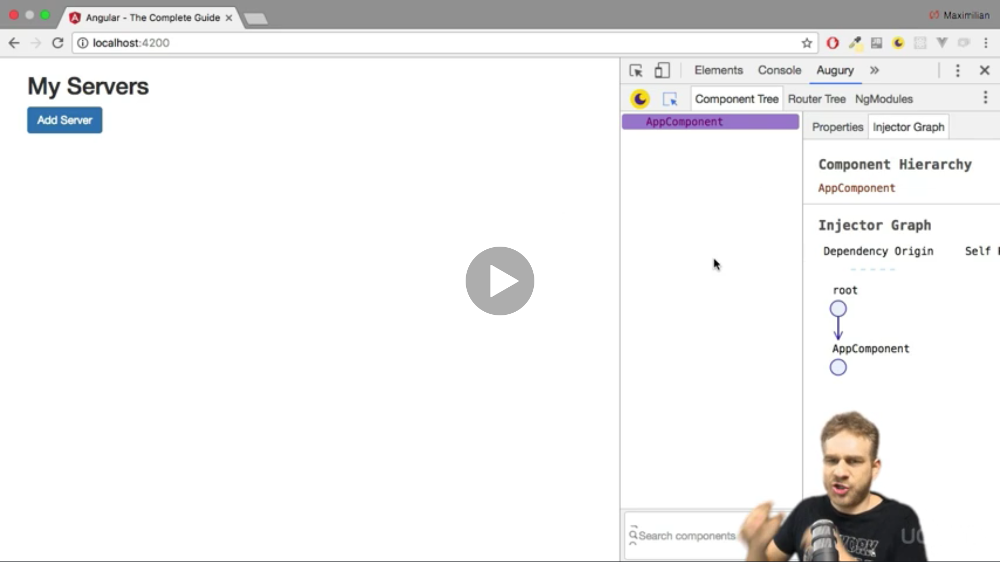 Angular - The Complete Guide
Maximilian
localhost:4200
My Servers
Add Server
Elements Console Augury
Component Tree Router Tree NgModules
AppComponent
Properties Injector Graph
Component Hierarchy
AppComponent
Injector Graph
Dependency Origin Self
root
AppComponent
Search components
WORK